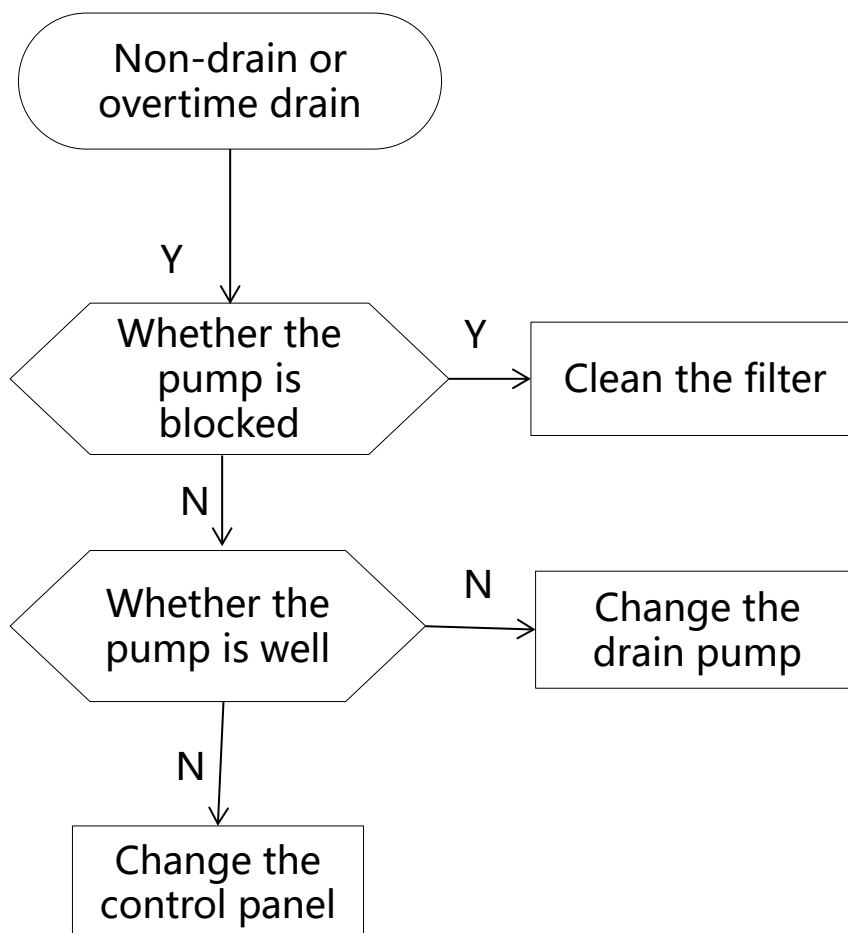 Non-drain or
overtime drain
Y
Whether the
pump is
blocked
Y
Clean the filter
N
Whether the
pump is well
N
Change the
drain pump
N
Change the
control panel